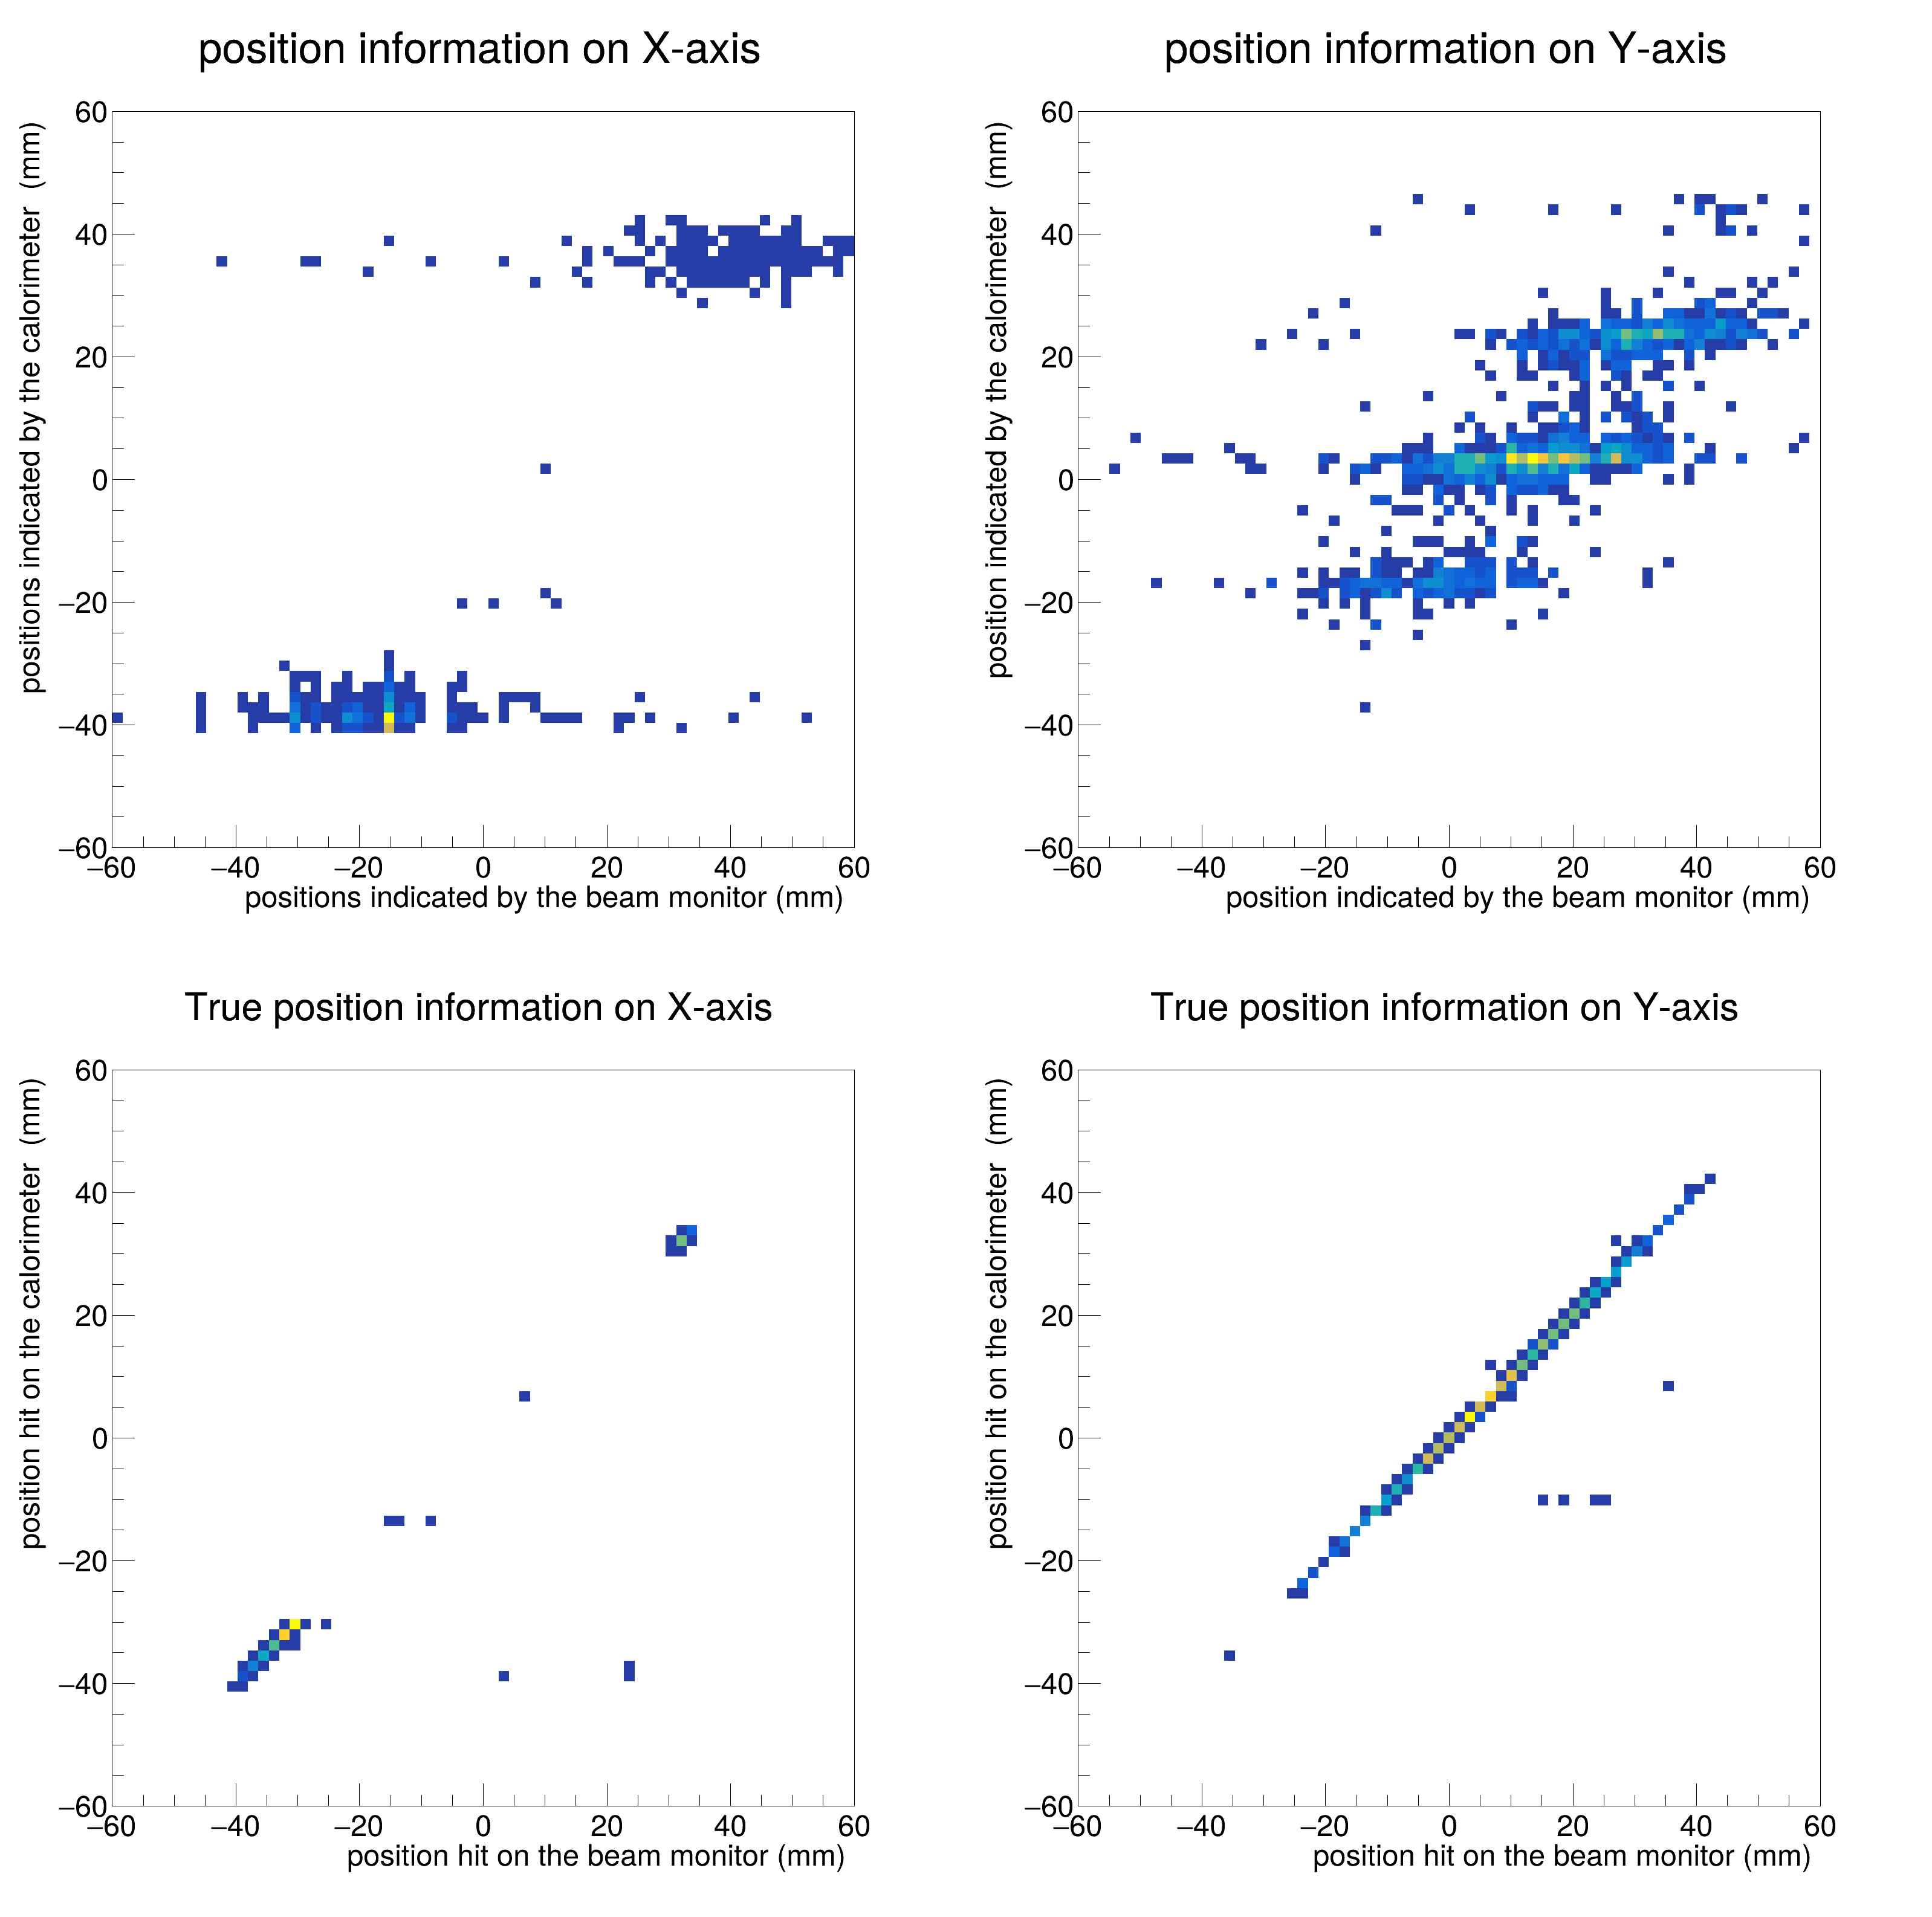 position information on X-axis
positions indicated by the calorimeter (mm)
60
40
20
0
−20
−40
−60
−60 −40 −20 0 20 40 60
positions indicated by the beam monitor (mm)
position information on Y-axis
position indicated by the calorimeter (mm)
60
40
20
0
−20
−40
−60
−60 −40 −20 0 20 40 60
position indicated by the beam monitor (mm)
True position information on X-axis
position hit on the calorimeter (mm)
60
40
20
0
−20
−40
−60
−60 −40 −20 0 20 40 60
position hit on the beam monitor (mm)
True position information on Y-axis
position hit on the calorimeter (mm)
60
40
20
0
−20
−40
−60
−60 −40 −20 0 20 40 60
position hit on the beam monitor (mm)